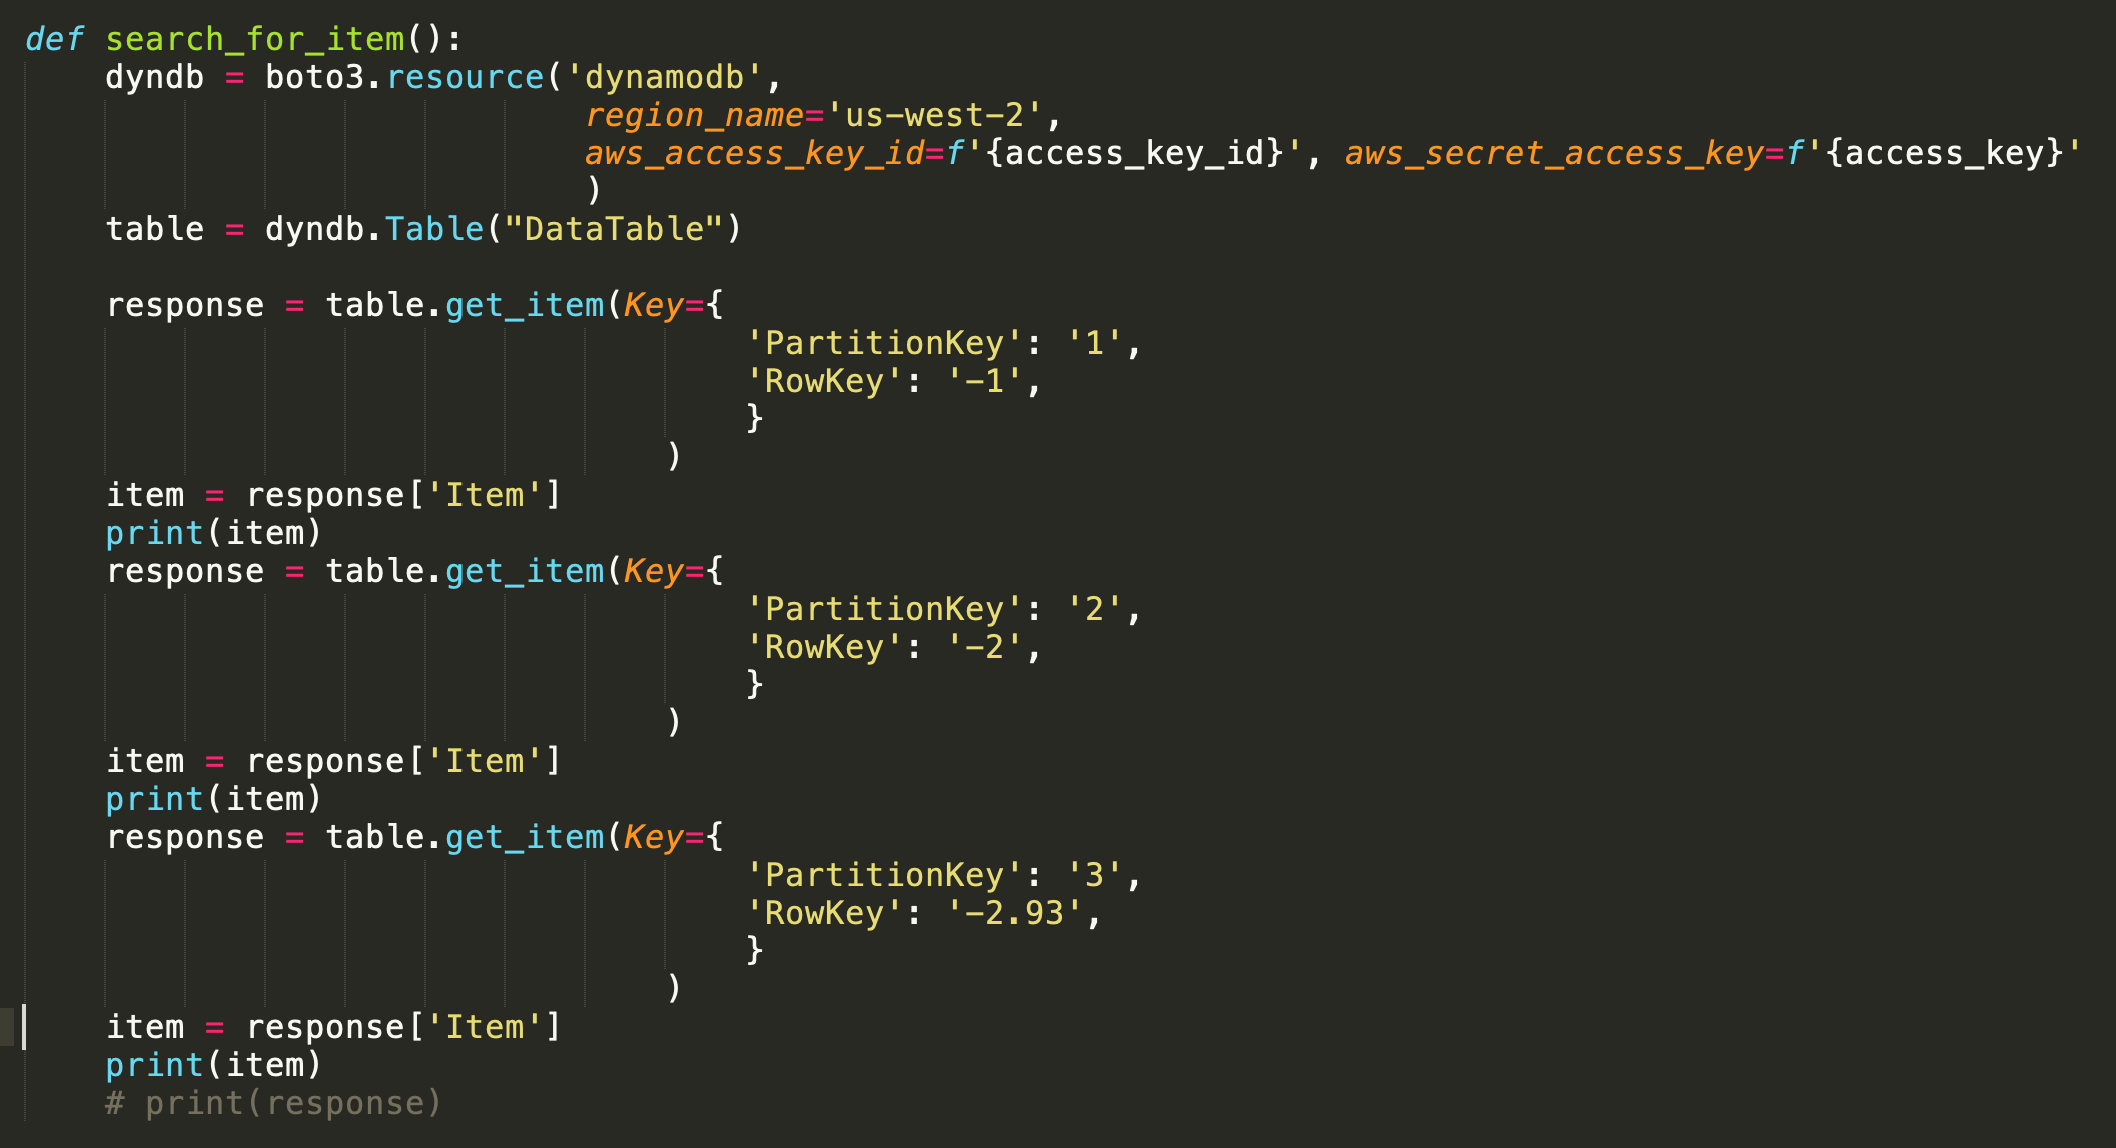 def search_for_item():
    dyndb = boto3.resource('dynamodb',
                            region_name='us-west-2',
                            aws_access_key_id=f'{access_key_id}', aws_secret_access_key=f'{access_key}'
                            )
    table = dyndb.Table("DataTable")

    response = table.get_item(Key={
                                    'PartitionKey': '1',
                                    'RowKey': '-1',
                                    }
                                )
    item = response['Item']
    print(item)
    response = table.get_item(Key={
                                    'PartitionKey': '2',
                                    'RowKey': '-2',
                                    }
                                )
    item = response['Item']
    print(item)
    response = table.get_item(Key={
                                    'PartitionKey': '3',
                                    'RowKey': '-2.93',
                                    }
                                )
    item = response['Item']
    print(item)
    # print(response)